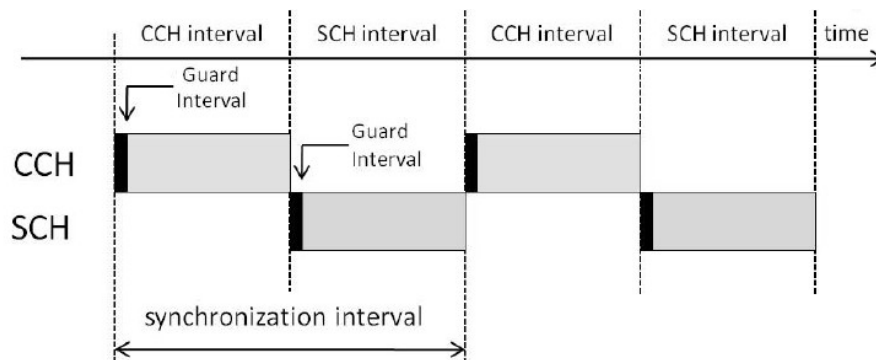 CCH interval SCH interval CCH interval SCH interval time
Guard
Interval
Guard
Interval
CCH
SCH
synchronization interval